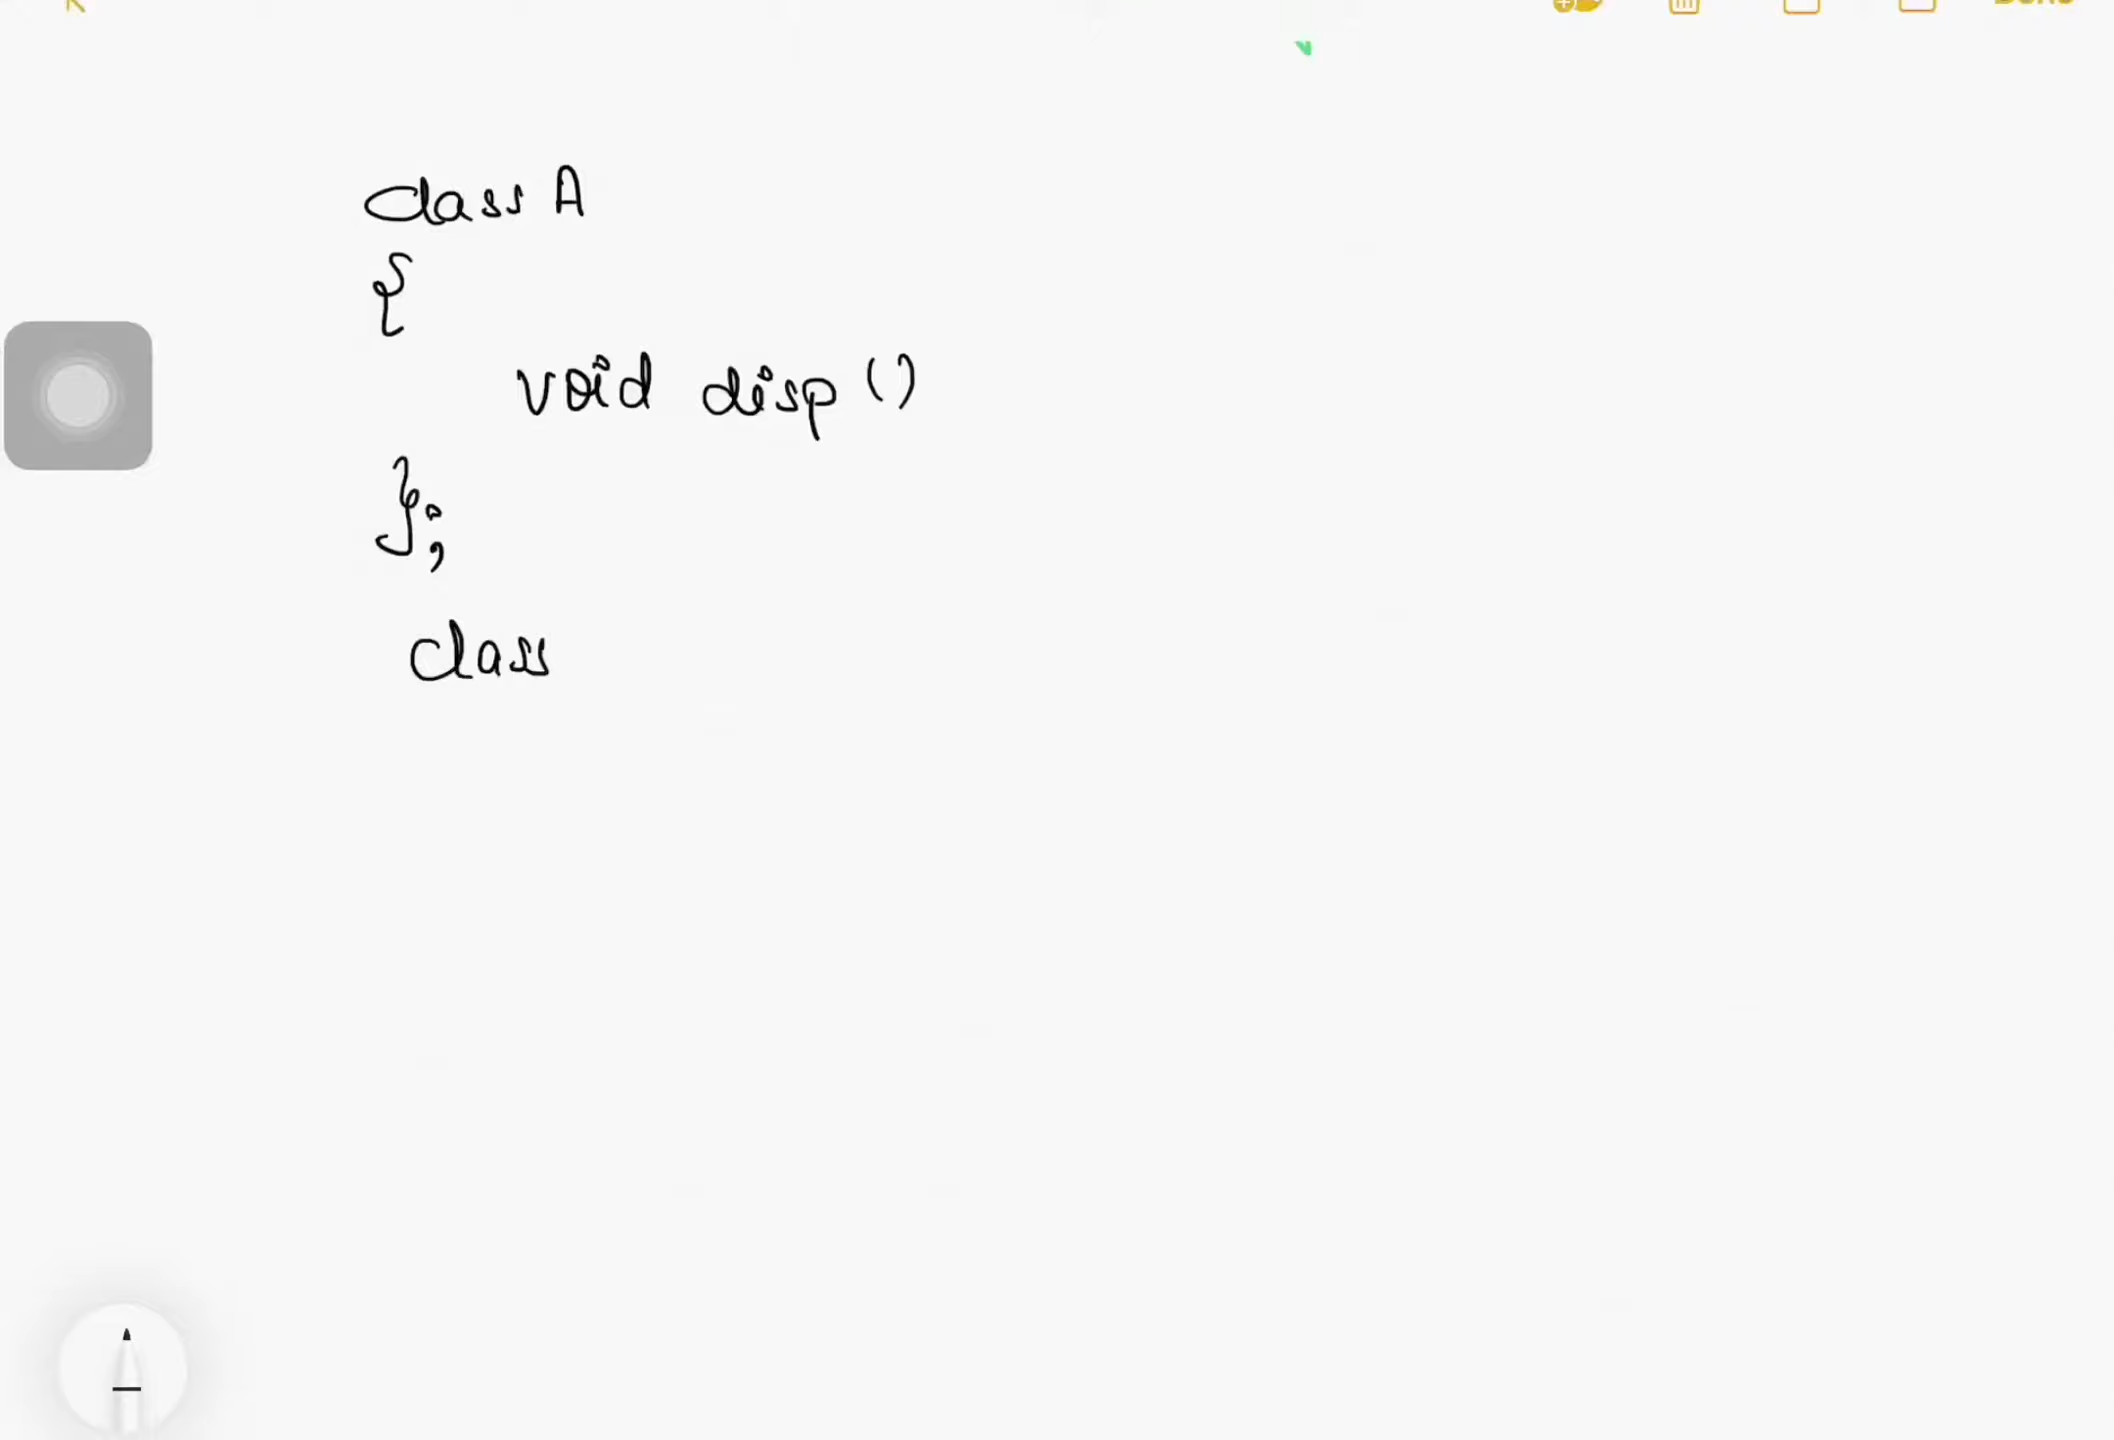 class A
{
void disp ()
};
class